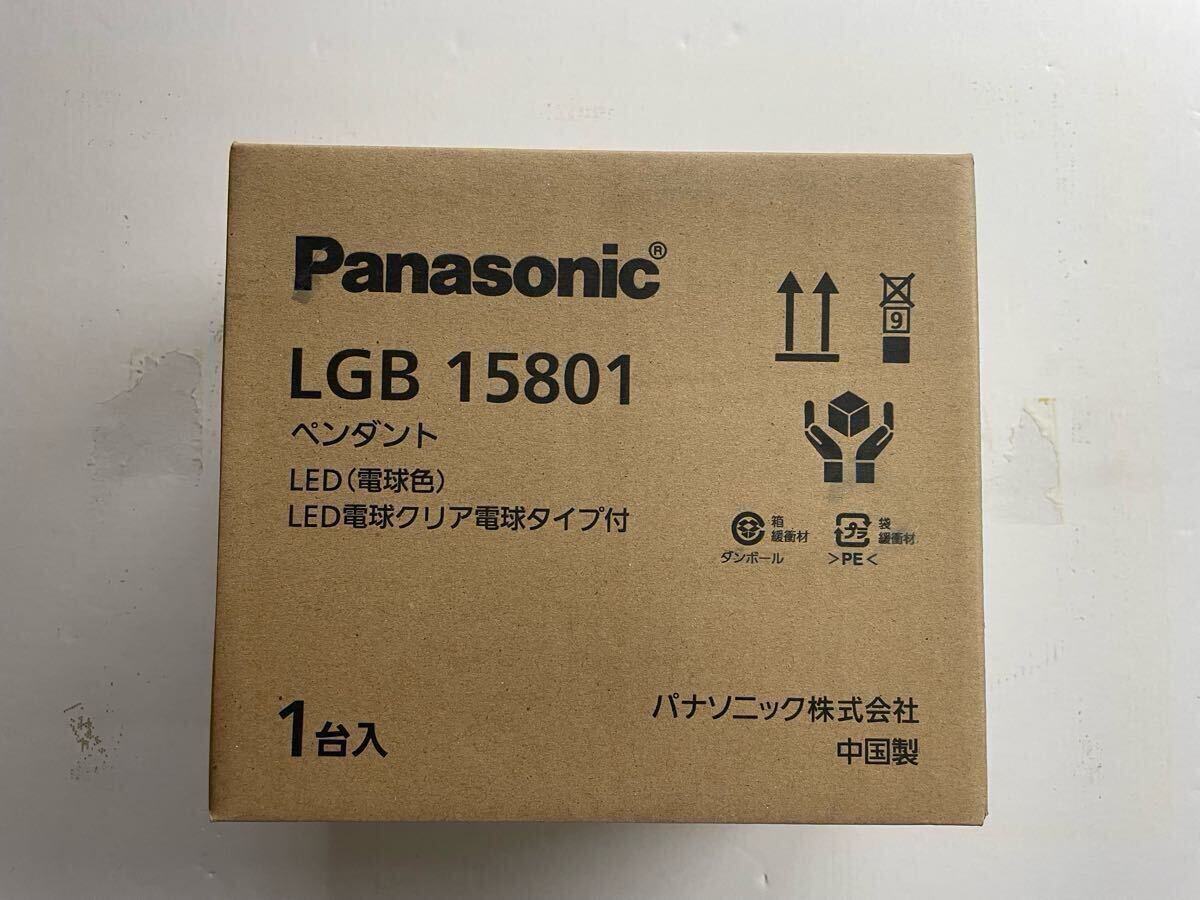 Panasonic®
LGB 15801
ペンダント
LED(電球色)
LED電球クリア電球タイプ付
9
箱
緩衝材
ダンボール
プラ
袋
緩衝材
>PE<
1台入
パナソニック株式会社
中国製